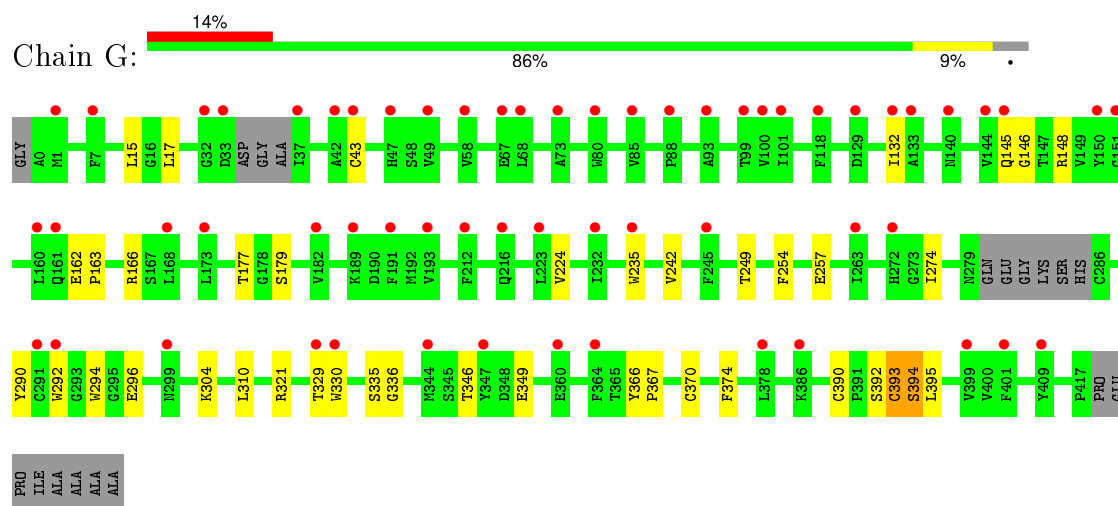 14%
Chain G:
86% 9% •
GLY A0 M1 F7 L15 G16 L17 G32 D33 ASP GLY ALA I37 A42 C43 H47 S48 V49 V58 E67 L68 A73 W80 V85 P88 A93 T99 V100 I101 F118 D129 I132 A133 N140 V144 Q145 G146 T147 R148 V149 Y150 G151
L160 Q161 E162 P163 R166 S167 L168 L173 T177 G178 S179 V182 K189 D190 F191 M192 V193 F212 Q216 L223 V224 I232 W235 V242 F245 T249 F254 E257 I263 H272 G273 I274 N279 GLN GLU GLY LYS SER HIS C286
Y290 C291 W292 G293 W294 G295 E296 N299 K304 L310 R321 T329 W330 S335 G336 M344 S345 T346 Y347 D348 E349 E360 F364 T365 Y366 P367 C370 F374 L378 K386 C390 P391 S392 C393 S394 L395 V399 V400 F401 Y409 P417 PRO GLU
PRO ILE ALA ALA ALA ALA